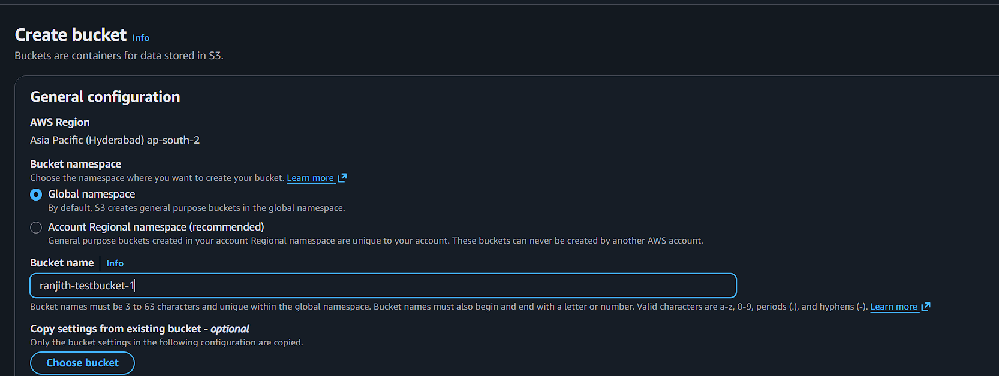 Create bucket Info
Buckets are containers for data stored in S3.
General configuration
AWS Region
Asia Pacific (Hyderabad) ap-south-2
Bucket namespace
Choose the namespace where you want to create your bucket. Learn more
Global namespace
By default, S3 creates general purpose buckets in the global namespace.
Account Regional namespace (recommended)
General purpose buckets created in your account Regional namespace are unique to your account. These buckets can never be created by another AWS account.
Bucket name Info
ranjith-testbucket-1
Bucket names must be 3 to 63 characters and unique within the global namespace. Bucket names must also begin and end with a letter or number. Valid characters are a-z, 0-9, periods (.), and hyphens (-). Learn more
Copy settings from existing bucket - optional
Only the bucket settings in the following configuration are copied.
Choose bucket